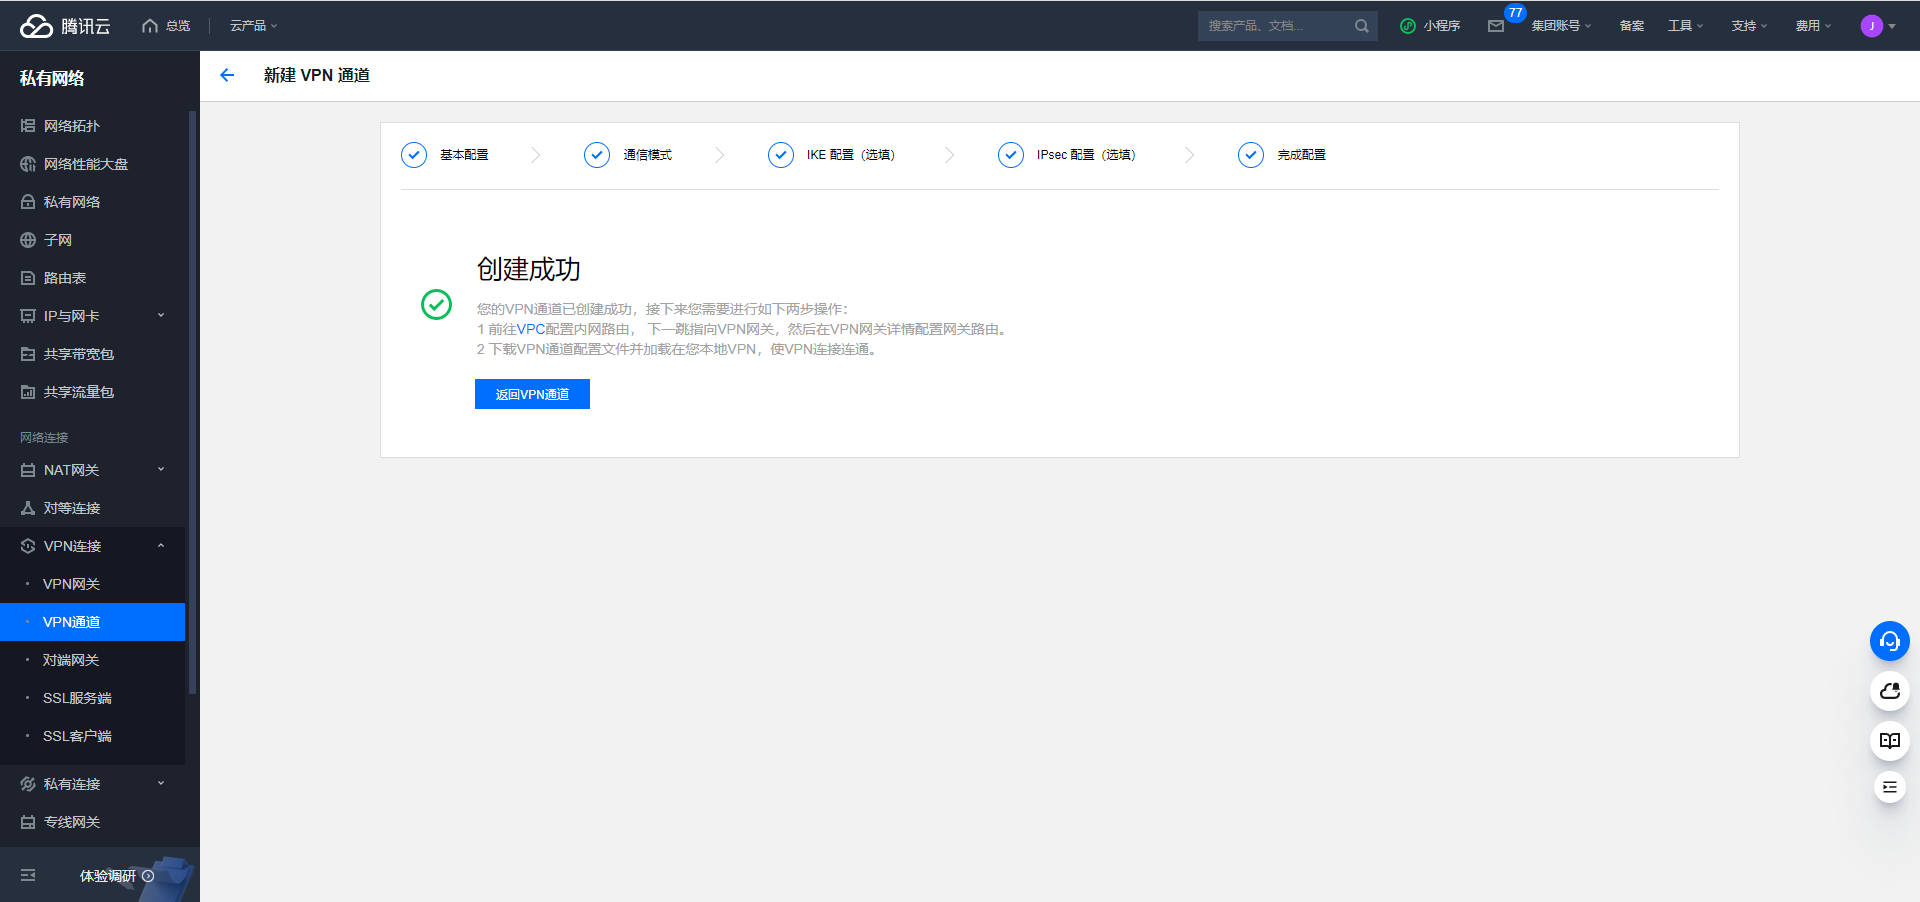 腾讯云
总览
云产品
搜索产品、文档...
小程序
77
集团账号
备案
工具
支持
费用
J
私有网络
新建 VPN 通道
网络拓扑
网络性能大盘
私有网络
子网
路由表
IP与网卡
共享带宽包
共享流量包
网络连接
NAT网关
对等连接
VPN连接
VPN网关
VPN通道
对端网关
SSL服务端
SSL客户端
私有连接
专线网关
体验调研
基本配置
通信模式
IKE 配置（选填）
IPsec 配置（选填）
完成配置
创建成功
您的VPN通道已创建成功，接下来您需要进行如下两步操作：
1 前往VPC配置内网路由， 下一跳指向VPN网关，然后在VPN网关详情配置网关路由。
2 下载VPN通道配置文件并加载在您本地VPN，使VPN连接连通。
返回VPN通道